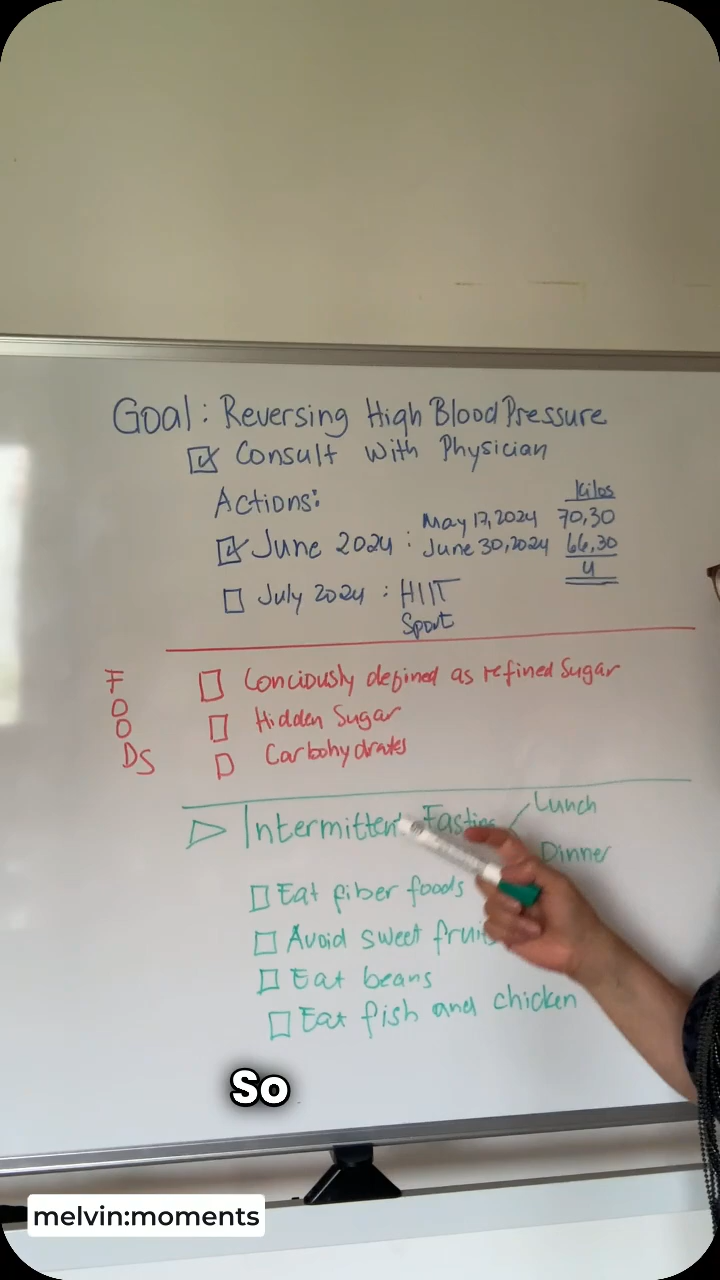 Goal: Reversing High Blood Pressure
Consult with Physician
Actions:
Kilos
June 2024 : May 17, 2024 70,30
June 30, 2024 66,30
4
July 2024 : HIIT
Sport
FOODS
Conciously defined as refined Sugar
Hidden Sugar
Carbohydrates
Intermittent Fasting
Lunch
Dinner
Eat fiber foods
Avoid sweet
Eat beans
Eat fish and chicken
So
melvin:moments